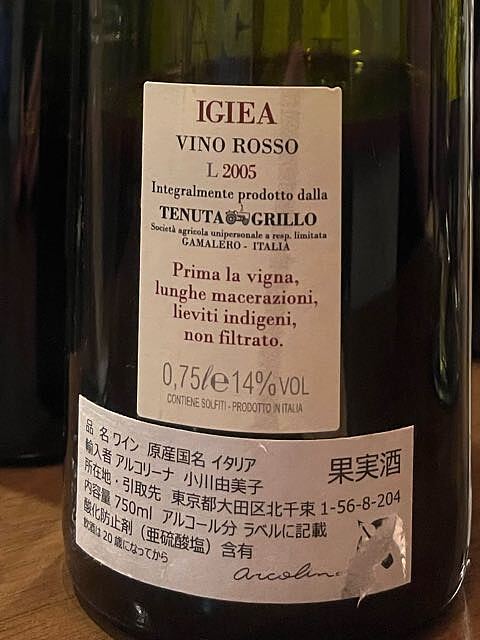 IGIEA
VINO ROSSO
L 2005
Integralmente prodotto dalla
TENUTA GRILLO
Società agricola unipersonale a resp. limitata
GAMALERO - ITALIA
Prima la vigna,
lunghe macerazioni,
lieviti indigeni,
non filtrato.
0,75le14%VOL
CONTIENE SOLFITI - PRODOTTO IN ITALIA
品 名 ワイン 原産国名 イタリア
輸入者 アルコリーナ 小川由美子
果実酒
所在地・引取先 東京都大田区北千束 1-56-8-204
内容量 750ml アルコール分 ラベルに記載
酸化防止剤（亜硫酸塩）含有
飲酒は20歳になってから
arcolin